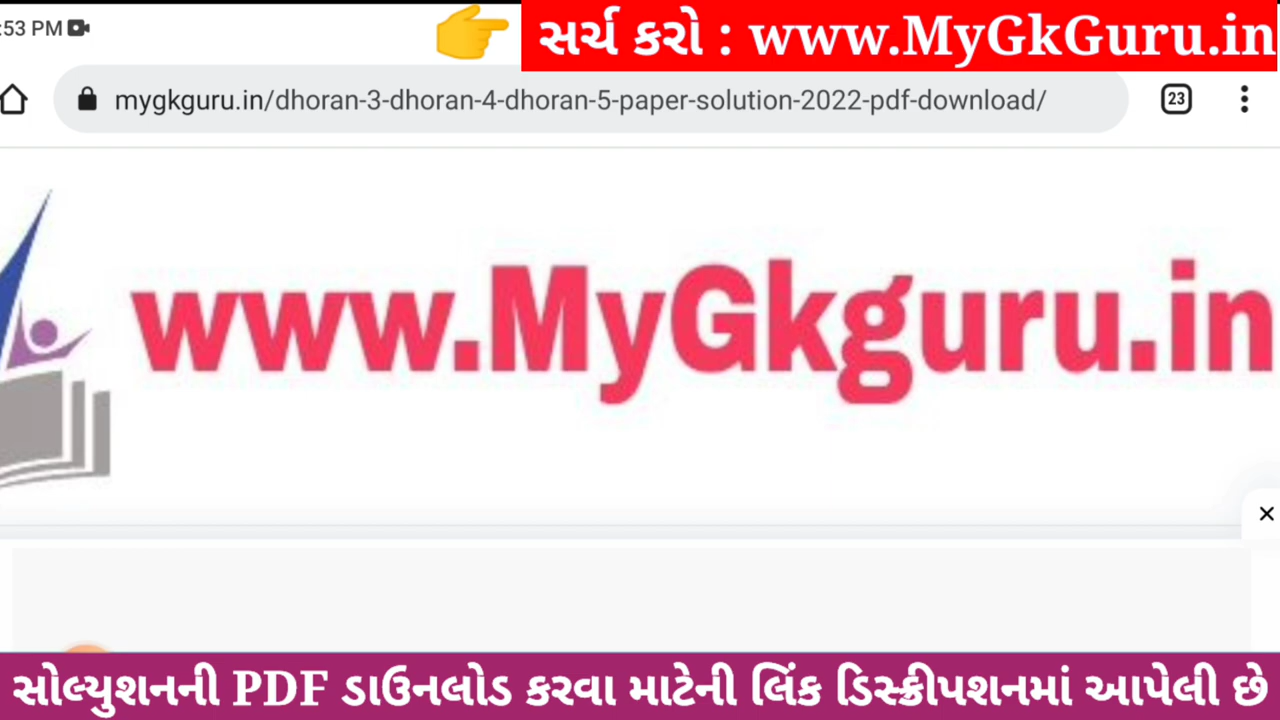 :53 PM
સર્ચ કરો : www.MyGkGuru.in
mygkguru.in/dhoran-3-dhoran-4-dhoran-5-paper-solution-2022-pdf-download/
23
www.MyGkguru.in
સોલ્યુશનની PDF ડાઉનલોડ કરવા માટેની લિંક ડિસ્ક્રીપશનમાં આપેલી છે